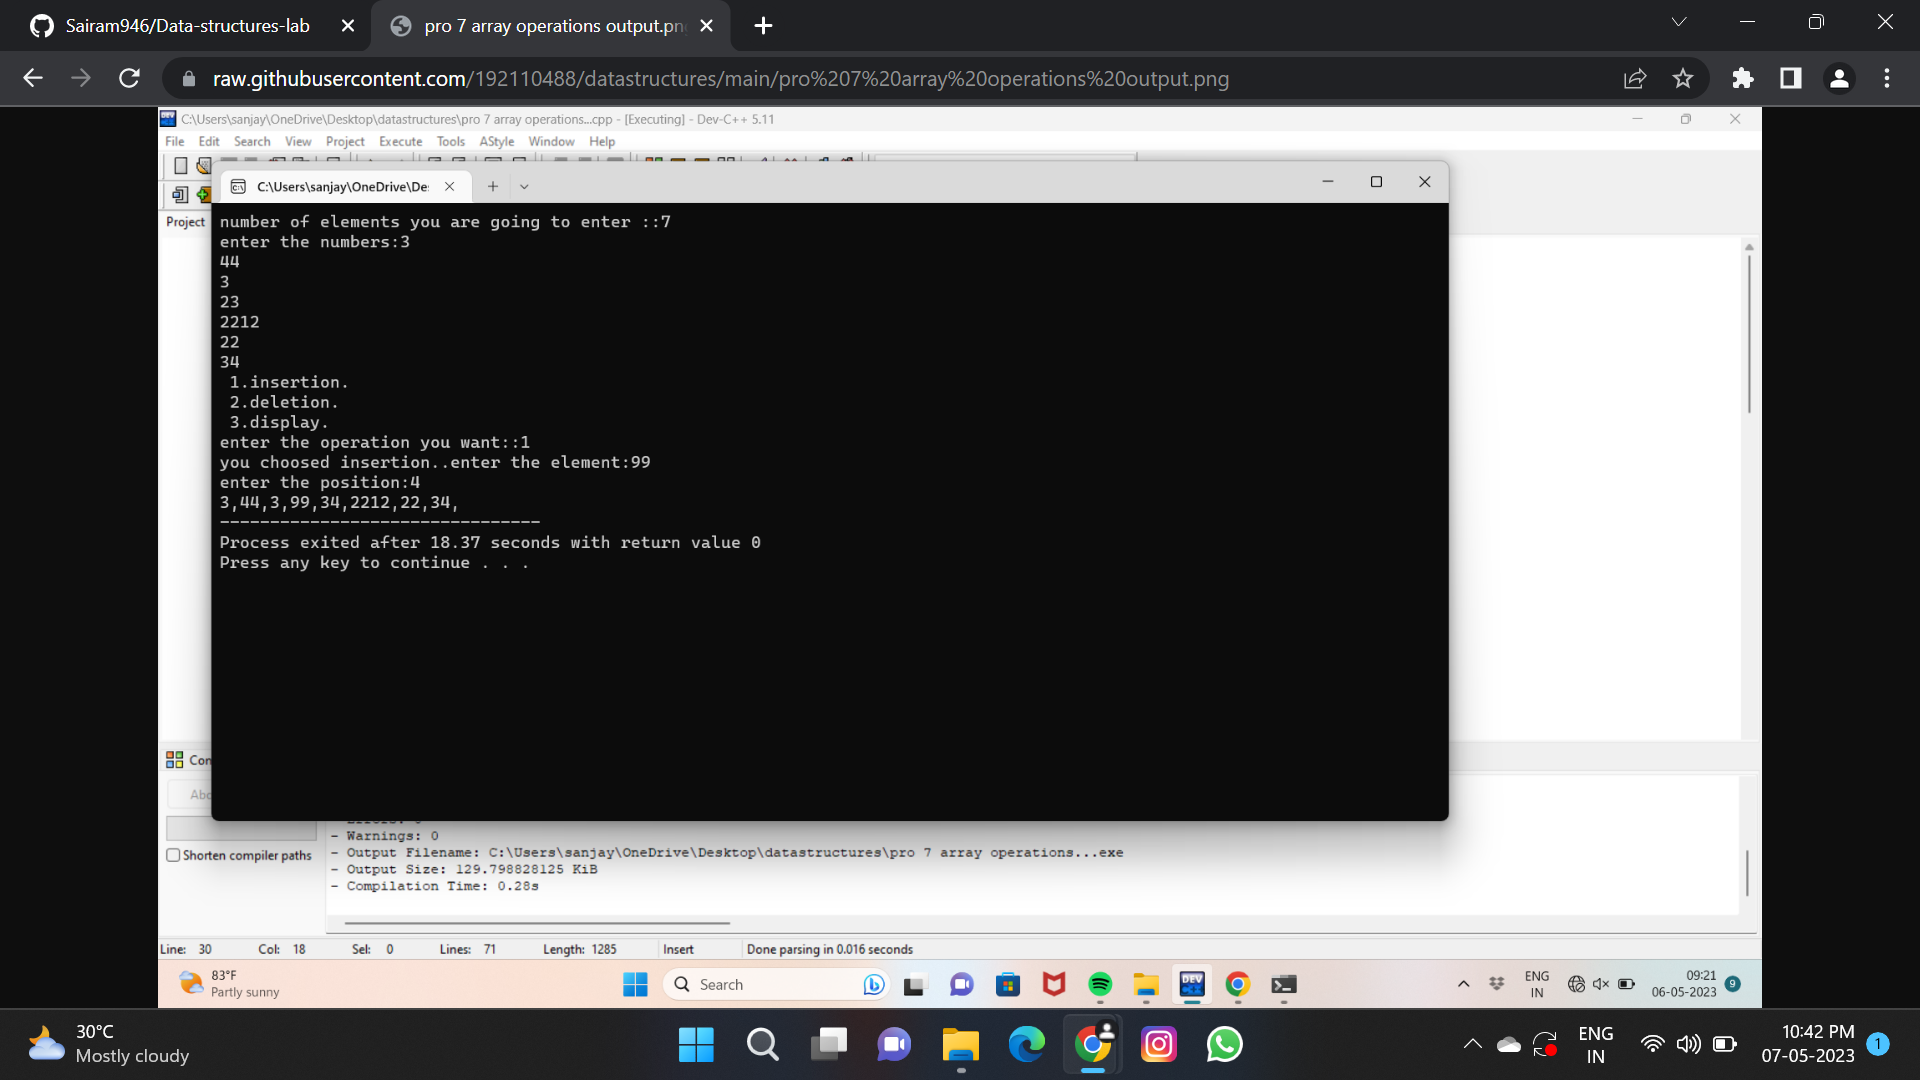 Sairam946/Data-structures-lab
pro 7 array operations output.pn
raw.githubusercontent.com/192110488/datastructures/main/pro%207%20array%20operations%20output.png
C:\Users\sanjay\OneDrive\Desktop\datastructures\pro 7 array operations...cpp - [Executing] - Dev-C++ 5.11
File Edit Search View Project Execute Tools AStyle Window Help
C:\Users\sanjay\OneDrive\De
Project
number of elements you are going to enter ::7
enter the numbers:3
44
3
23
2212
22
34
1.insertion.
2.deletion.
3.display.
enter the operation you want::1
you choosed insertion..enter the element:99
enter the position:4
3,44,3,99,34,2212,22,34,
--------------------------------
Process exited after 18.37 seconds with return value 0
Press any key to continue . . .
Con
Abo
- Warnings: 0
Shorten compiler paths
- Output Filename: C:\Users\sanjay\OneDrive\Desktop\datastructures\pro 7 array operations...exe
- Output Size: 129.798828125 KiB
- Compilation Time: 0.28s
Line: 30 Col: 18 Sel: 0 Lines: 71 Length: 1285 Insert Done parsing in 0.016 seconds
83°F
Partly sunny
Search
DEV
ENG
IN
09:21
06-05-2023
9
30°C
Mostly cloudy
ENG
IN
10:42 PM
07-05-2023
1